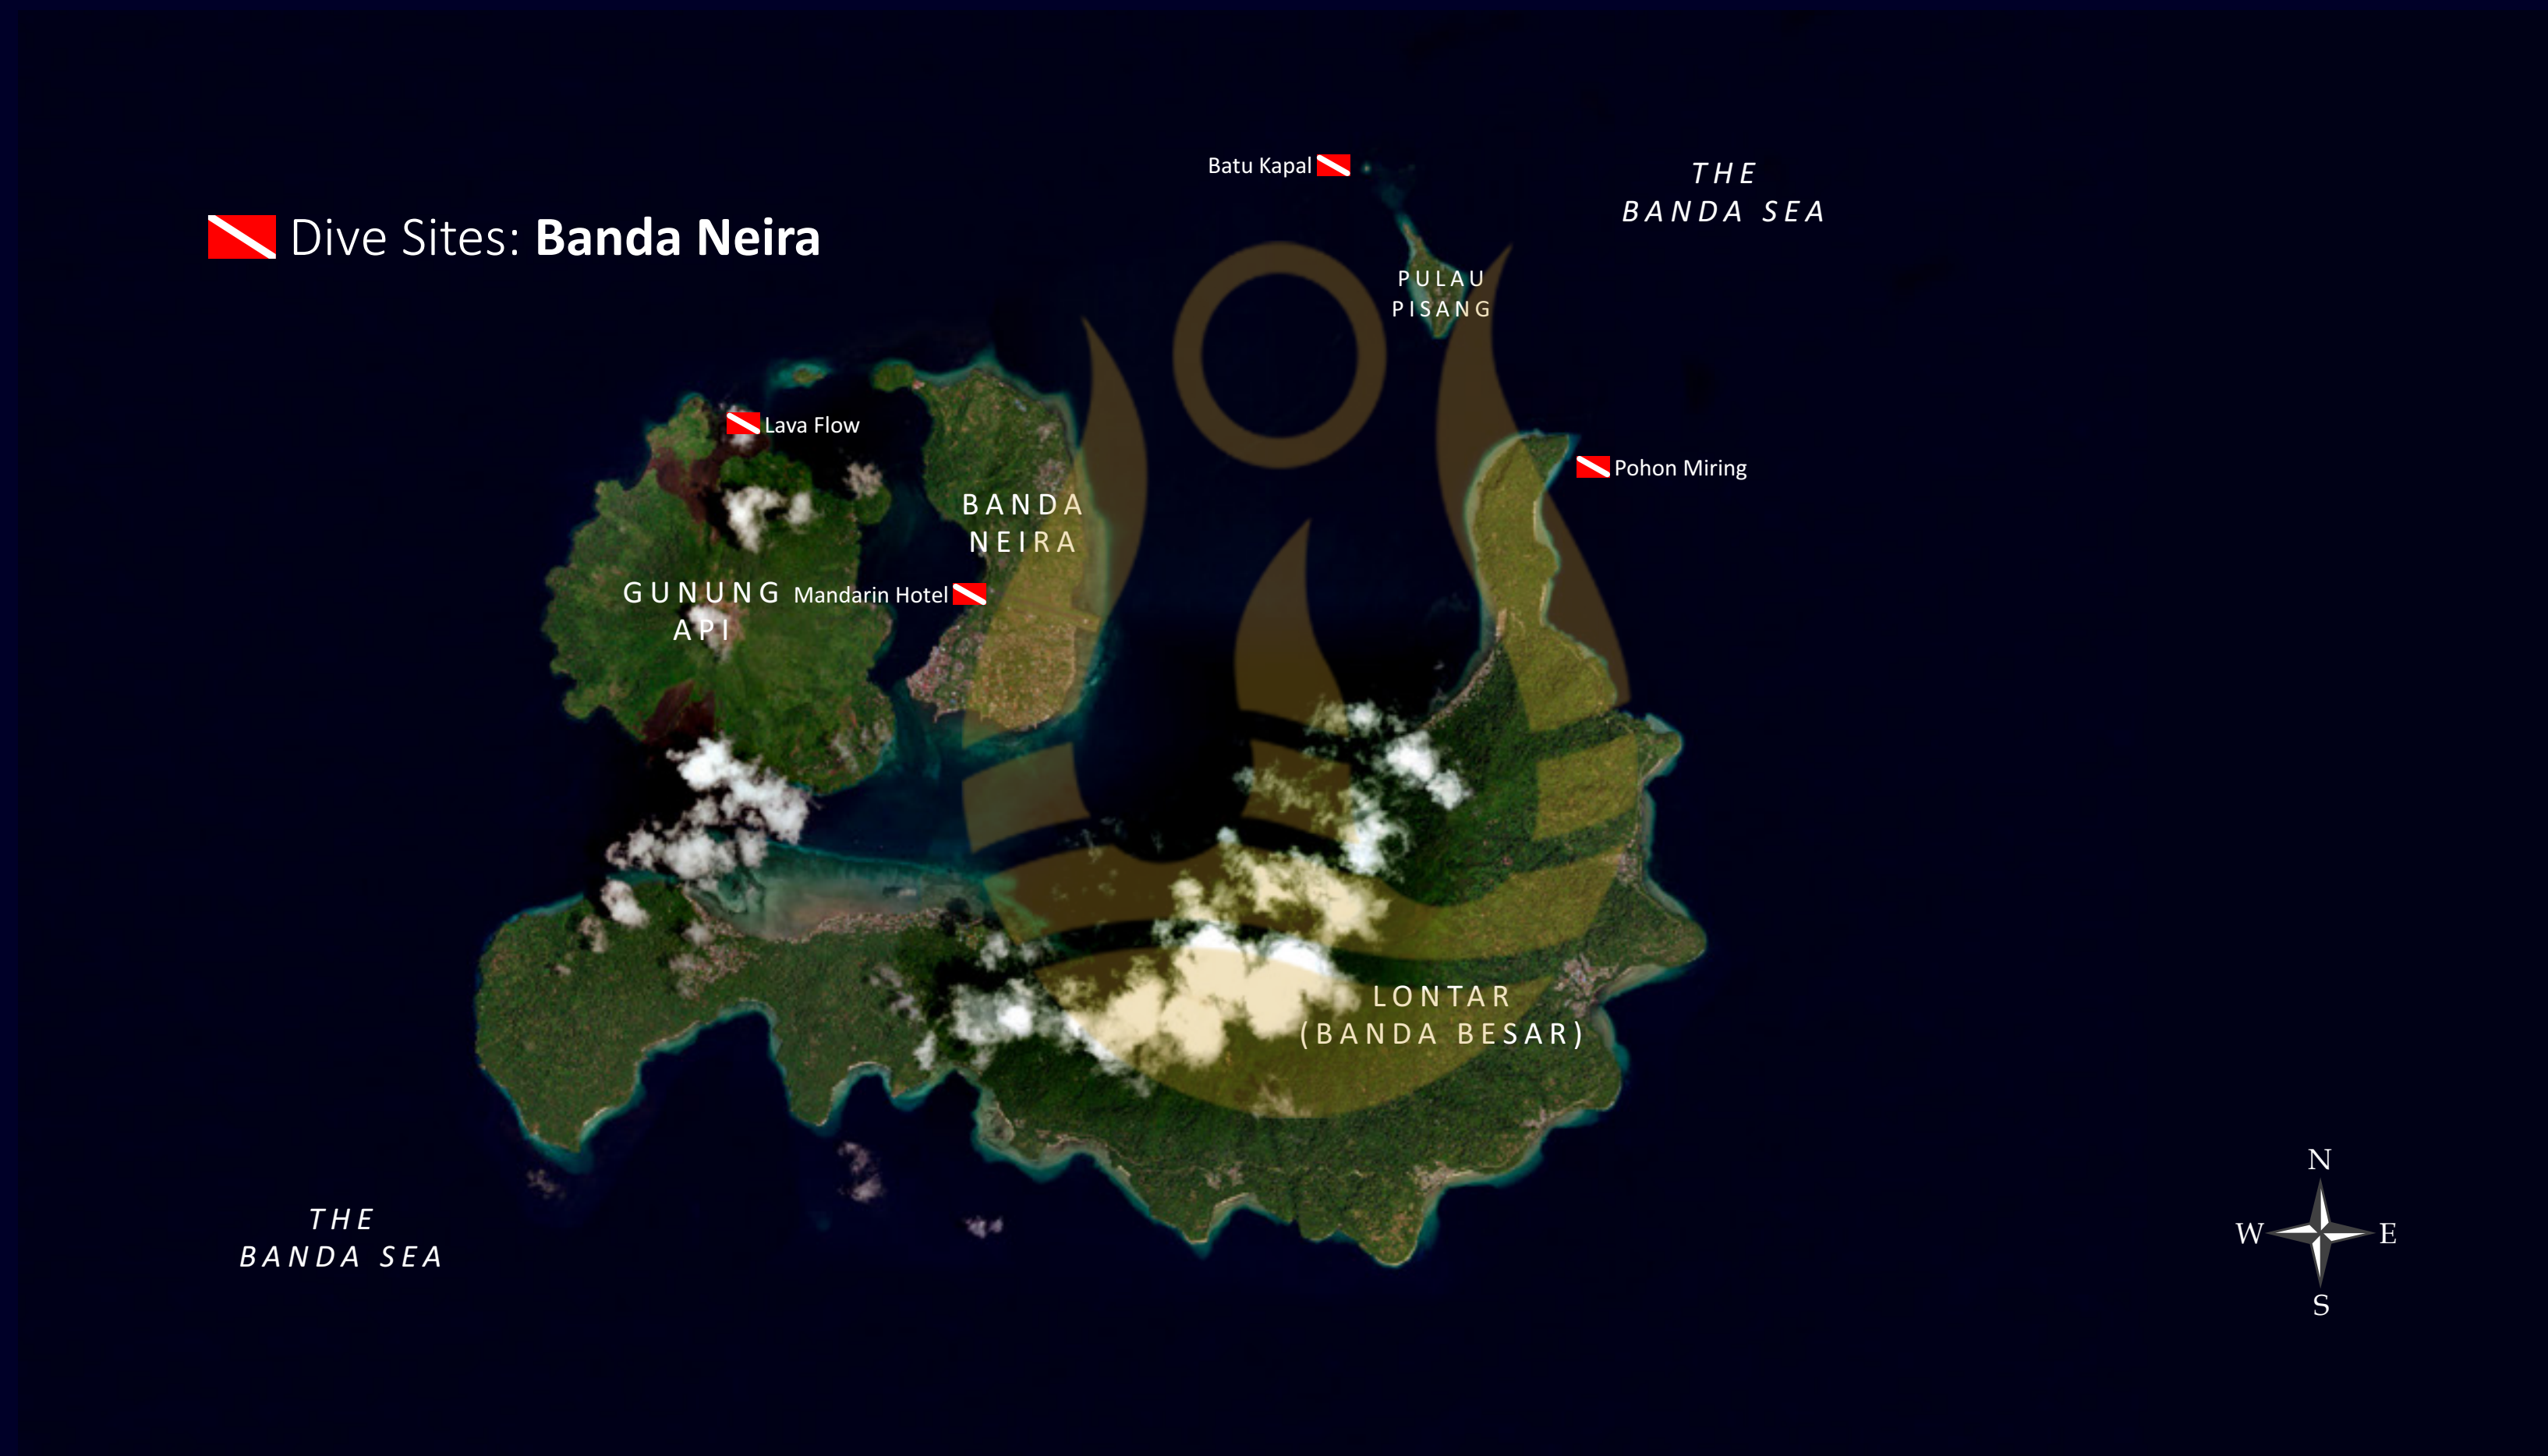 Batu Kapal
THE
BANDA SEA
Dive Sites: Banda Neira
PULAU
PISANG
Lava Flow
Pohon Miring
BANDA
NEIRA
GUNUNG
API
Mandarin Hotel
LONTAR
(BANDA BESAR)
THE
BANDA SEA
N
W
E
S